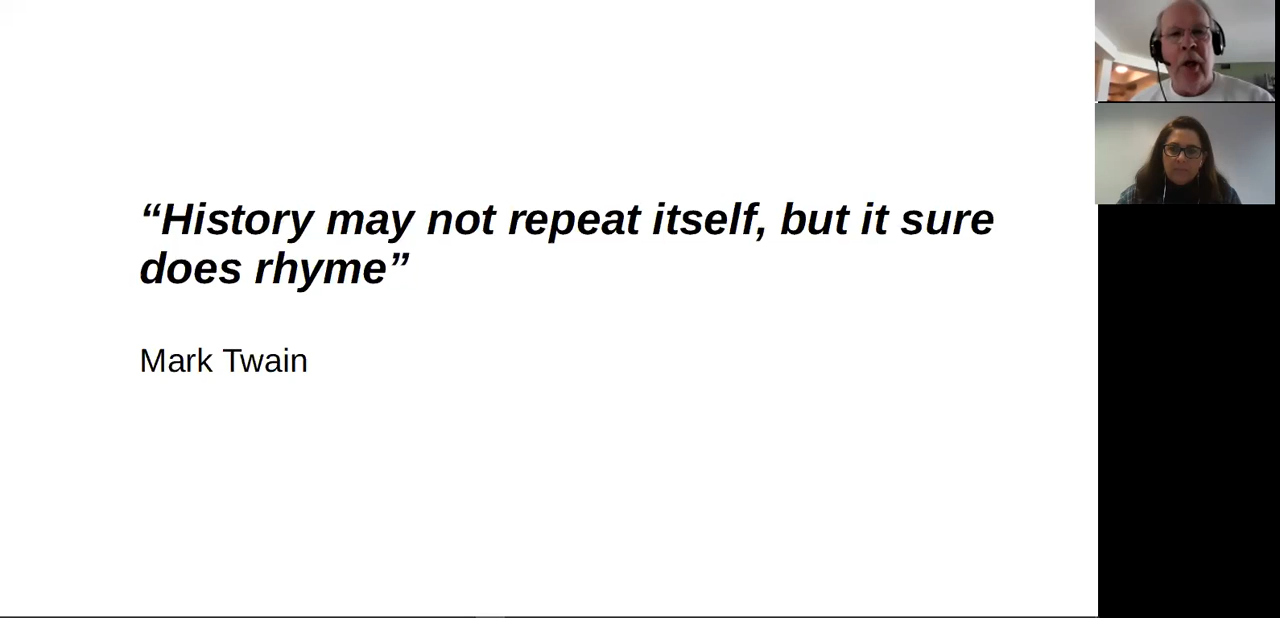 “History may not repeat itself, but it sure
does rhyme”
Mark Twain